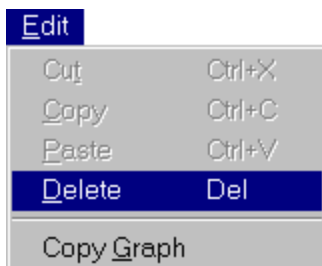 Edit
Cut Ctrl+X
Copy Ctrl+C
Paste Ctrl+V
Delete Del
Copy Graph